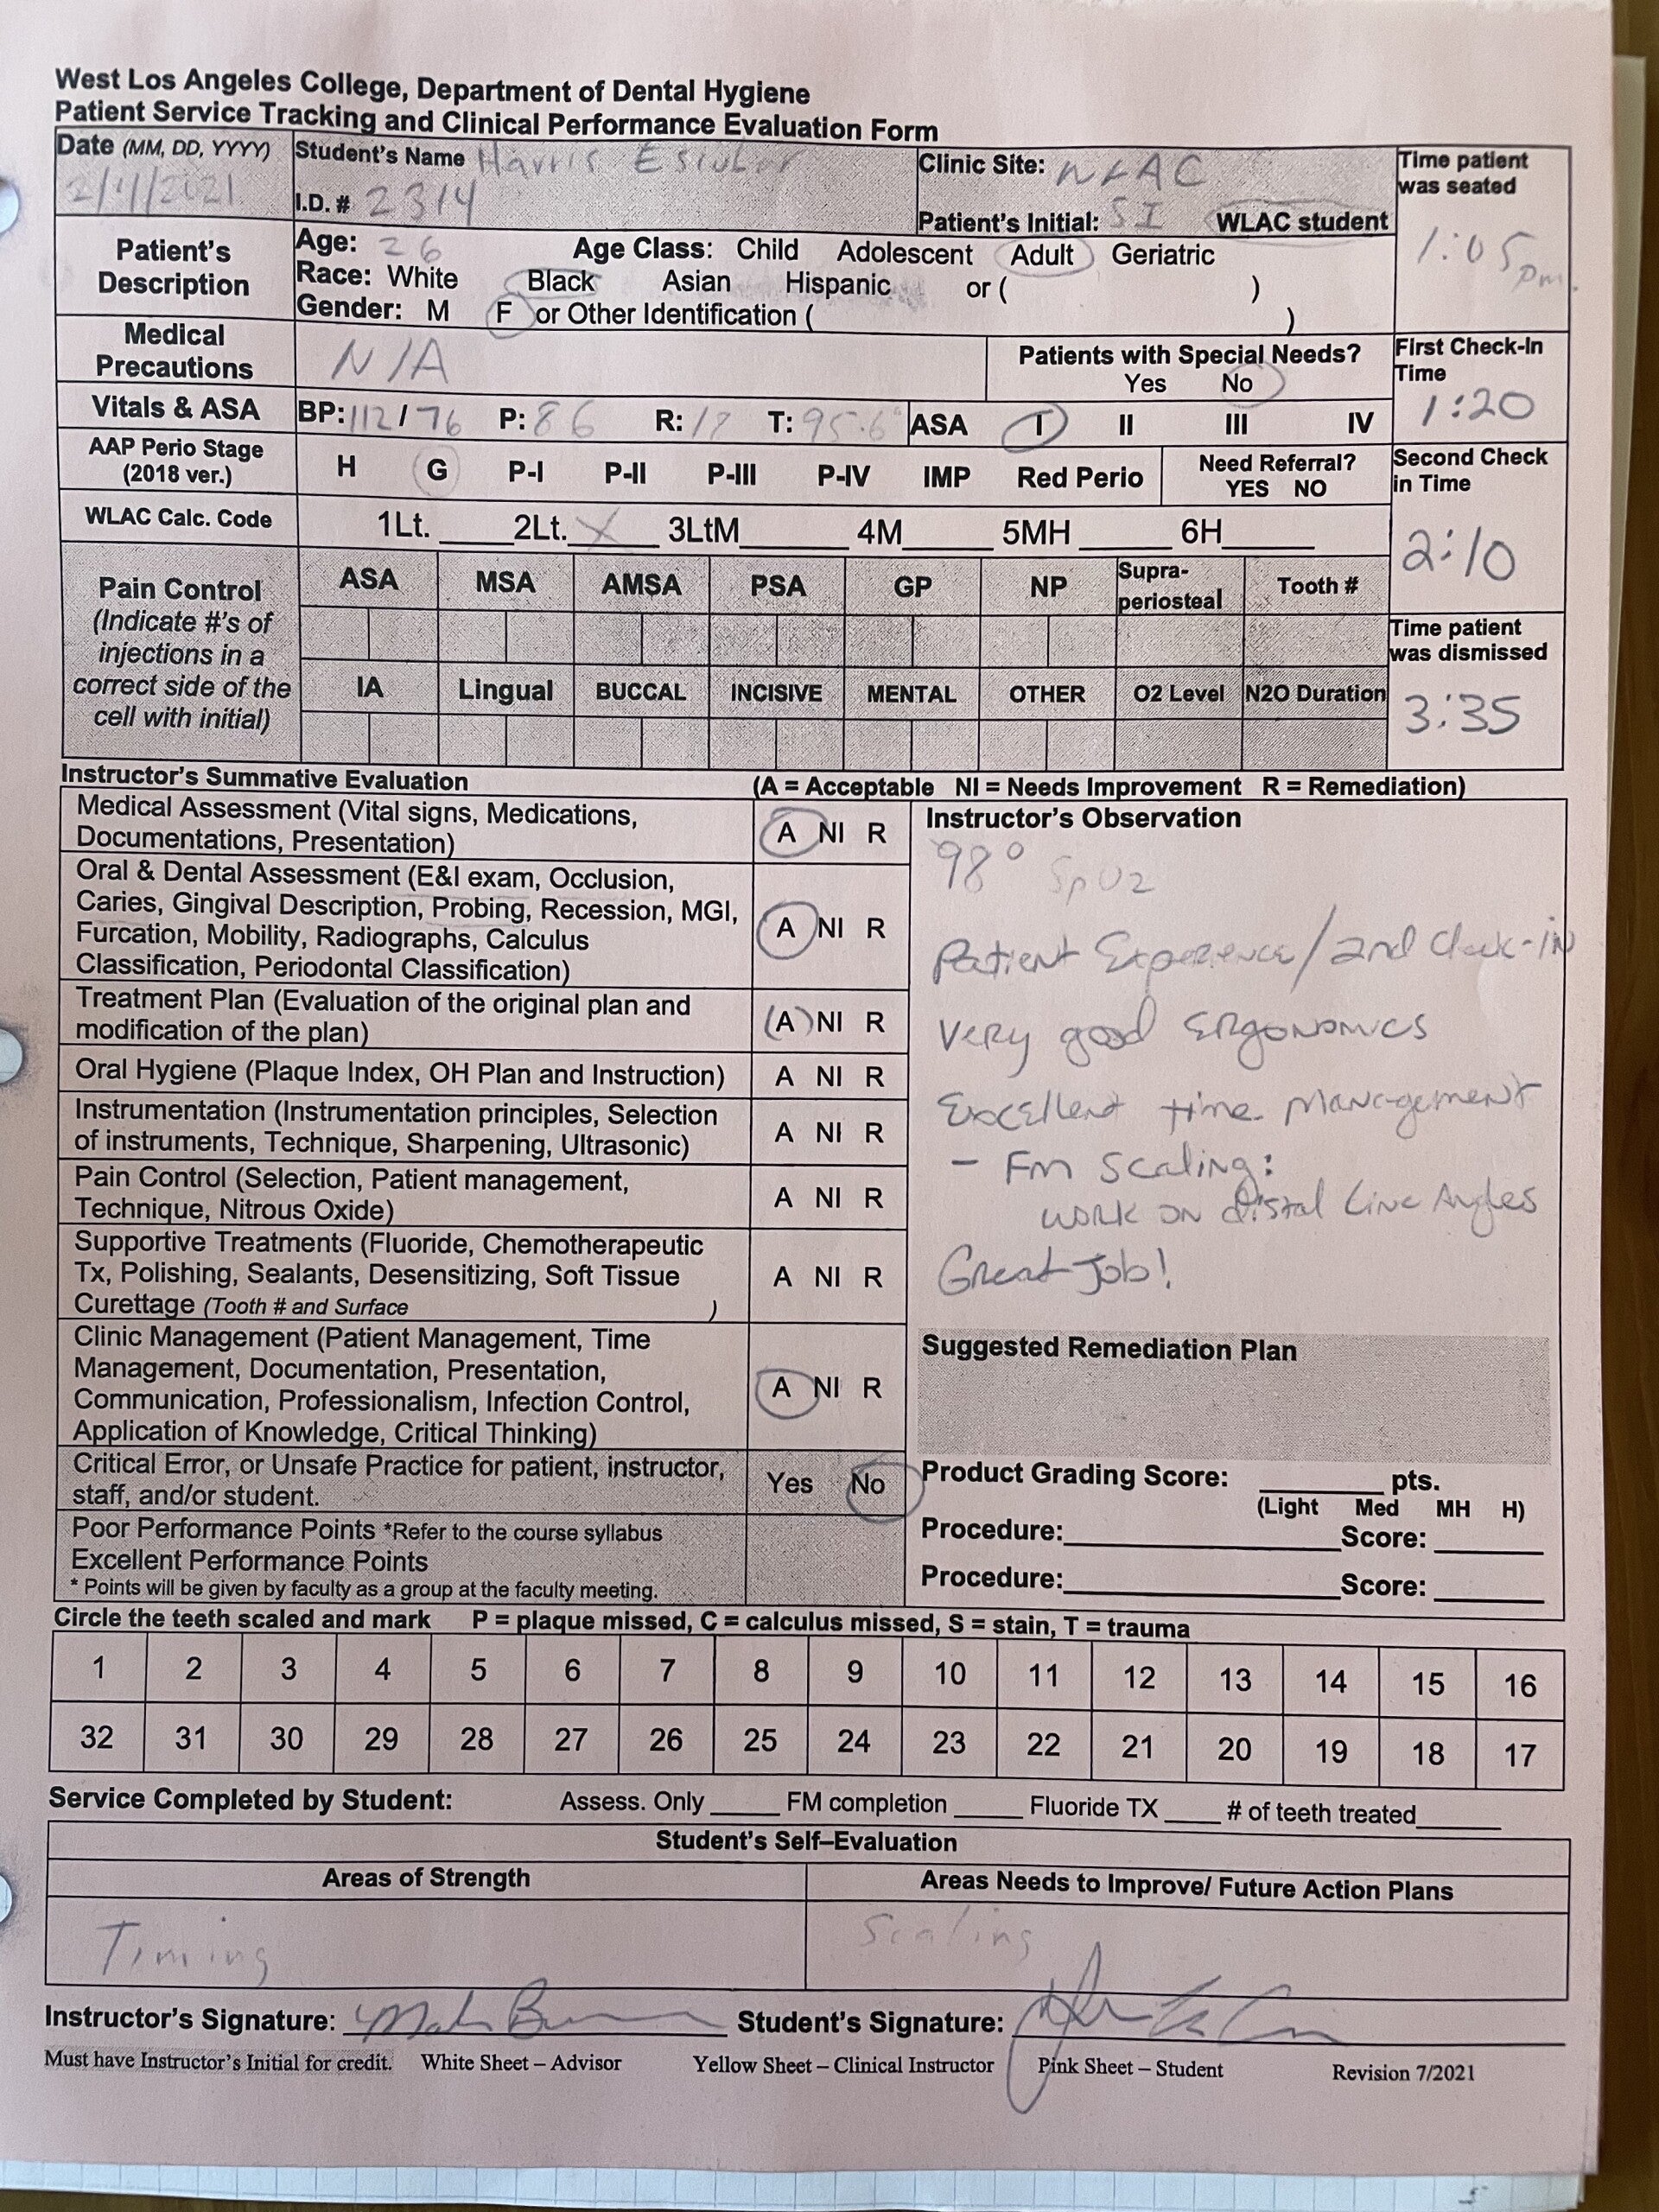 West Los Angeles College, Department of Dental Hygiene
Patient Service Tracking and Clinical Performance Evaluation Form
Date (MM, DD, YYYY)
Student's Name Harris
Clinic Site: WLAC
Time patient was seated
I.D. # 2314
Patient's Initial: SI WLAC student
1:05 pm.
Patient's Description
Age: 26 Age Class: Child Adolescent Adult Geriatric
Race: White Black Asian Hispanic or ( )
Gender: M F or Other Identification ( )
Medical Precautions
N/A
Patients with Special Needs?
Yes No
First Check-In Time
1:20
Vitals & ASA
BP: 112 / 76 P: 86 R: T: 95.6° ASA I II III IV
AAP Perio Stage (2018 ver.)
H G P-I P-II P-III P-IV IMP Red Perio
Need Referral?
YES NO
Second Check in Time
2:10
WLAC Calc. Code
1Lt. ____ 2Lt. X 3LtM ____ 4M ____ 5MH ____ 6H ____
Pain Control
(Indicate #'s of injections in a correct side of the cell with initial)
ASA MSA AMSA PSA GP NP Supra-periosteal Tooth #
IA Lingual BUCCAL INCISIVE MENTAL OTHER O2 Level N2O Duration
Time patient was dismissed
3:35
Instructor's Summative Evaluation (A = Acceptable NI = Needs Improvement R = Remediation)
Medical Assessment (Vital signs, Medications,
Documentations, Presentation)
A NI R
Oral & Dental Assessment (E&I exam, Occlusion,
Caries, Gingival Description, Probing, Recession, MGI,
Furcation, Mobility, Radiographs, Calculus
Classification, Periodontal Classification)
A NI R
Treatment Plan (Evaluation of the original plan and
modification of the plan)
(A) NI R
Oral Hygiene (Plaque Index, OH Plan and Instruction)
A NI R
Instrumentation (Instrumentation principles, Selection
of instruments, Technique, Sharpening, Ultrasonic)
A NI R
Pain Control (Selection, Patient management,
Technique, Nitrous Oxide)
A NI R
Supportive Treatments (Fluoride, Chemotherapeutic
Tx, Polishing, Sealants, Desensitizing, Soft Tissue
Curettage (Tooth # and Surface )
A NI R
Clinic Management (Patient Management, Time
Management, Documentation, Presentation,
Communication, Professionalism, Infection Control,
Application of Knowledge, Critical Thinking)
A NI R
Critical Error, or Unsafe Practice for patient, instructor,
staff, and/or student.
Yes No
Poor Performance Points *Refer to the course syllabus
Excellent Performance Points
* Points will be given by faculty as a group at the faculty meeting.
Instructor's Observation
98° SpO2
Patient Experience/2nd Check-IN
Very good Ergonomics
Excellent time management
- FM Scaling:
work on distal Line Angles
Great Job!
Suggested Remediation Plan
Product Grading Score: ____ pts.
(Light Med MH H)
Procedure: ____ Score: ____
Procedure: ____ Score: ____
Circle the teeth scaled and mark P = plaque missed, C = calculus missed, S = stain, T = trauma
1 2 3 4 5 6 7 8 9 10 11 12 13 14 15 16
32 31 30 29 28 27 26 25 24 23 22 21 20 19 18 17
Service Completed by Student: Assess. Only ____ FM completion ____ Fluoride TX ____ # of teeth treated ____
Student's Self–Evaluation
Areas of Strength
Areas Needs to Improve/ Future Action Plans
Timing
Scaling
Instructor's Signature:
Student's Signature:
Must have Instructor's Initial for credit. White Sheet – Advisor Yellow Sheet – Clinical Instructor Pink Sheet – Student Revision 7/2021